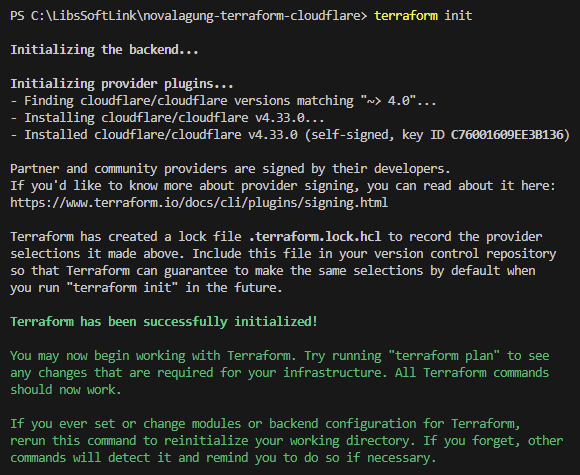 PS C:\LibsSoftLink\novalagung-terraform-cloudflare> terraform init
Initializing the backend...
Initializing provider plugins...
- Finding cloudflare/cloudflare versions matching "~> 4.0"...
- Installing cloudflare/cloudflare v4.33.0...
- Installed cloudflare/cloudflare v4.33.0 (self-signed, key ID C76001609EE3B136)
Partner and community providers are signed by their developers.
If you'd like to know more about provider signing, you can read about it here:
https://www.terraform.io/docs/cli/plugins/signing.html
Terraform has created a lock file .terraform.lock.hcl to record the provider
selections it made above. Include this file in your version control repository
so that Terraform can guarantee to make the same selections by default when
you run "terraform init" in the future.
Terraform has been successfully initialized!
You may now begin working with Terraform. Try running "terraform plan" to see
any changes that are required for your infrastructure. All Terraform commands
should now work.
If you ever set or change modules or backend configuration for Terraform,
rerun this command to reinitialize your working directory. If you forget, other
commands will detect it and remind you to do so if necessary.